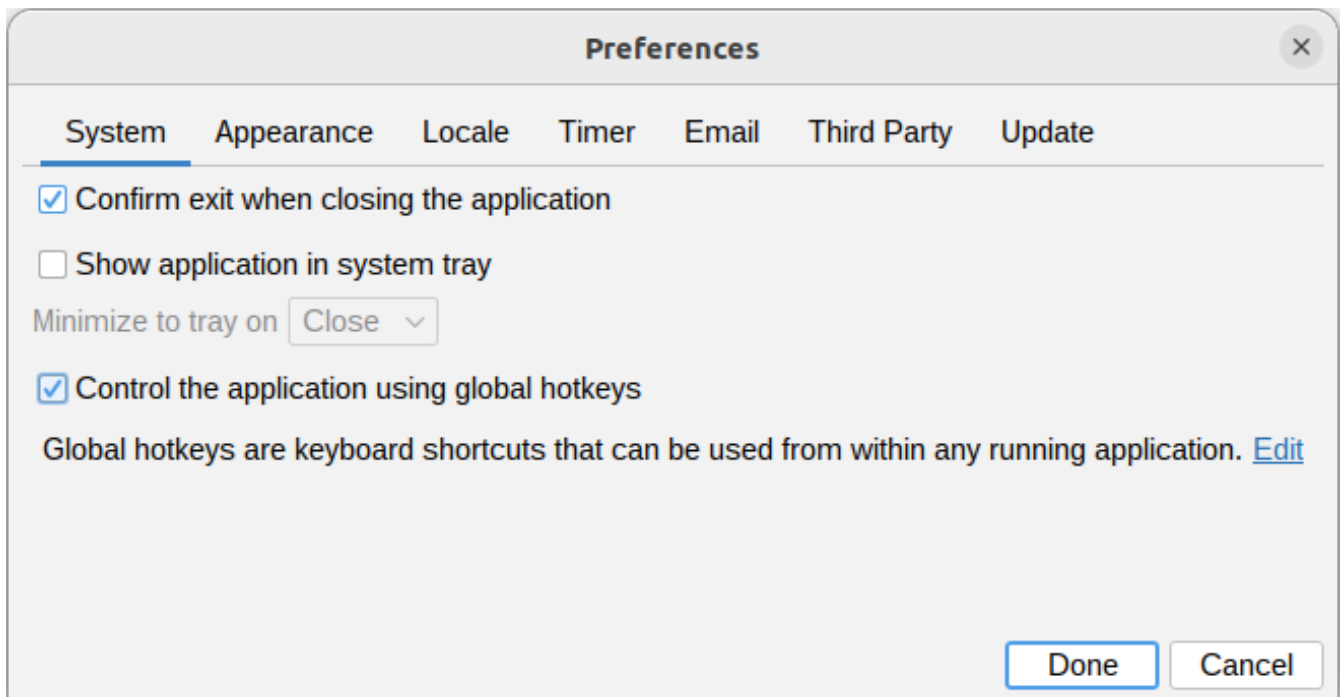 Preferences
System Appearance Locale Timer Email Third Party Update
Confirm exit when closing the application
Show application in system tray
Minimize to tray on Close
Control the application using global hotkeys
Global hotkeys are keyboard shortcuts that can be used from within any running application. Edit
Done Cancel